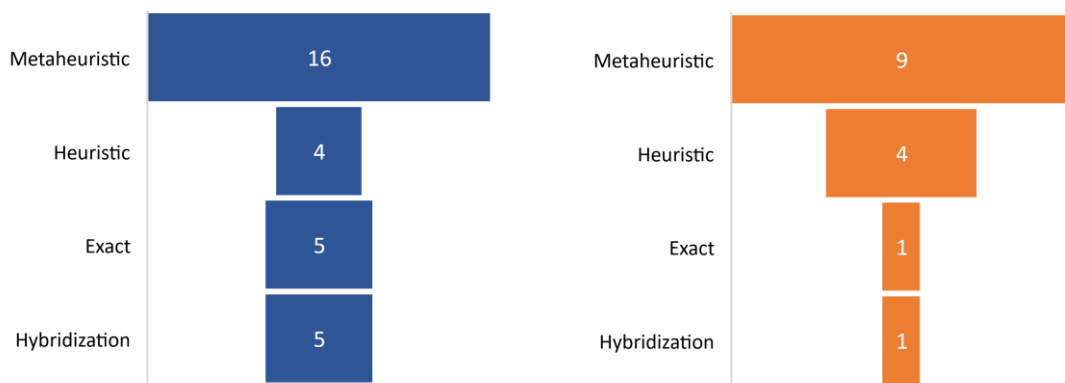 Metaheuristic 16
Heuristic 4
Exact 5
Hybridization 5
Metaheuristic 9
Heuristic 4
Exact 1
Hybridization 1